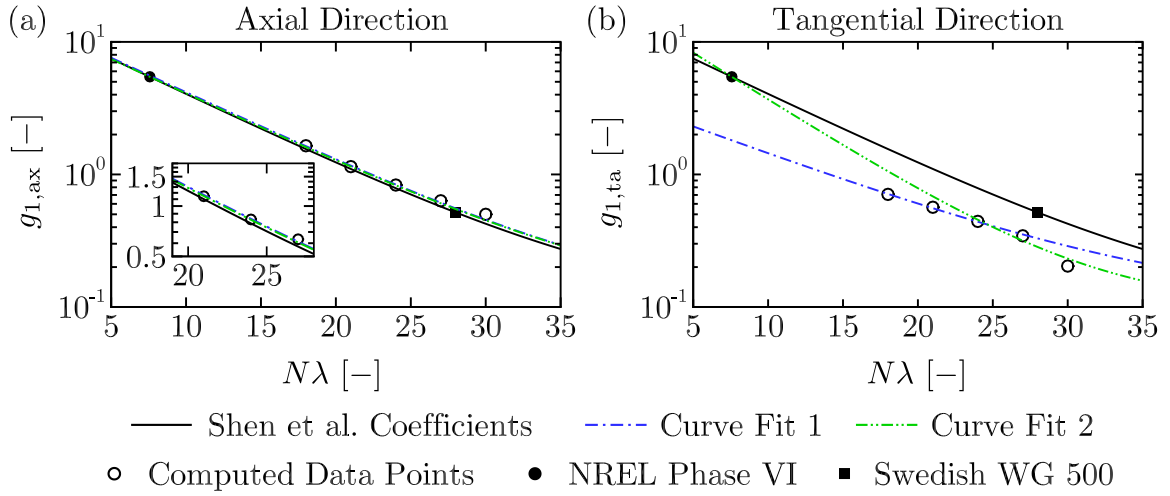 (a) Axial Direction
(b) Tangential Direction
10^1
10^0
10^-1
g_{1,ax} [−]
1.5
1
0.5
20 25
5 10 15 20 25 30 35
Nλ [−]
10^1
10^0
10^-1
g_{1,ta} [−]
5 10 15 20 25 30 35
Nλ [−]
Shen et al. Coefficients Curve Fit 1 Curve Fit 2
Computed Data Points NREL Phase VI Swedish WG 500